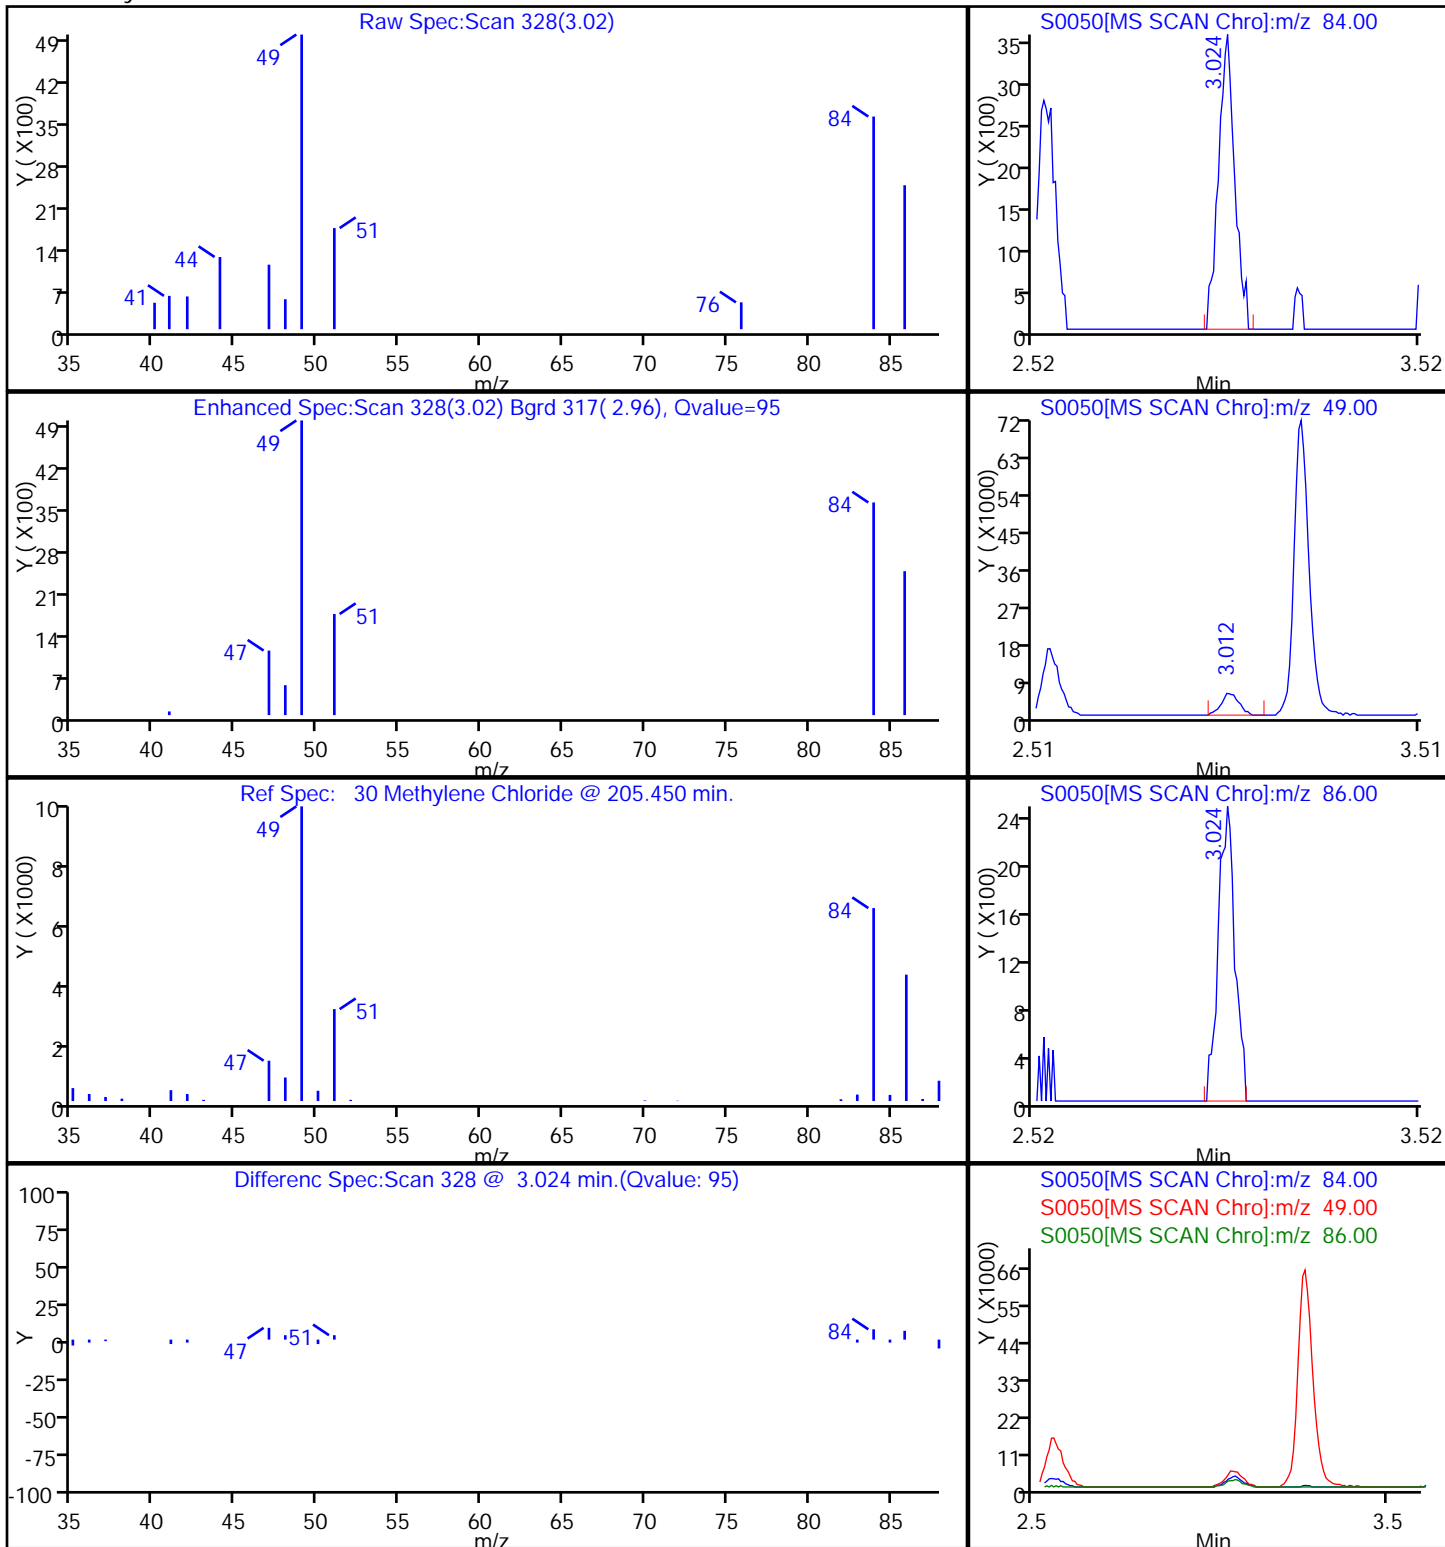 Raw Spec:Scan 328(3.02)
Y ( X100)
49
42
35
28
21
14
7
0
49
84
51
44
41
76
35 40 45 50 55 60 65 70 75 80 85
m/z
S0050[MS SCAN Chro]:m/z 84.00
Y ( X100)
35
30
25
20
15
10
5
0
3.024
2.52 3.52
Min
Enhanced Spec:Scan 328(3.02) Bgrd 317( 2.96), Qvalue=95
Y ( X100)
49
42
35
28
21
14
7
0
49
84
51
47
35 40 45 50 55 60 65 70 75 80 85
m/z
S0050[MS SCAN Chro]:m/z 49.00
Y ( X1000)
72
63
54
45
36
27
18
9
0
3.012
2.51 3.51
Min
Ref Spec: 30 Methylene Chloride @ 205.450 min.
Y ( X1000)
10
8
6
4
2
0
49
84
51
47
35 40 45 50 55 60 65 70 75 80 85
m/z
S0050[MS SCAN Chro]:m/z 86.00
Y ( X100)
24
20
16
12
8
4
0
3.024
2.52 3.52
Min
Differenc Spec:Scan 328 @ 3.024 min.(Qvalue: 95)
Y
100
75
50
25
0
-25
-50
-75
-100
47
51
84
35 40 45 50 55 60 65 70 75 80 85
m/z
S0050[MS SCAN Chro]:m/z 84.00
S0050[MS SCAN Chro]:m/z 49.00
S0050[MS SCAN Chro]:m/z 86.00
Y ( X1000)
66
55
44
33
22
11
0
2.5 3.5
Min